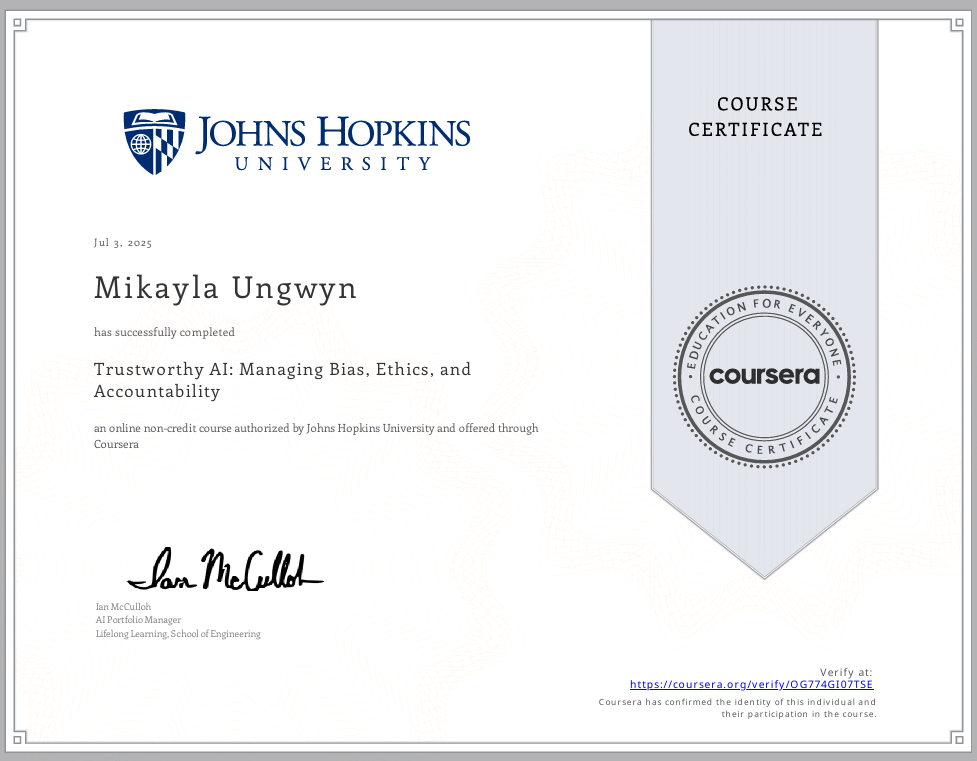 JOHNS HOPKINS
UNIVERSITY
COURSE
CERTIFICATE
Jul 3, 2025
Mikayla Ungwyn
has successfully completed
Trustworthy AI: Managing Bias, Ethics, and
Accountability
an online non-credit course authorized by Johns Hopkins University and offered through
Coursera
EDUCATION FOR EVERYONE
coursera
COURSE CERTIFICATE
Ian McCulloh
Ian McCulloh
AI Portfolio Manager
Lifelong Learning, School of Engineering
Verify at:
https://coursera.org/verify/OG774GI07TSE
Coursera has confirmed the identity of this individual and
their participation in the course.